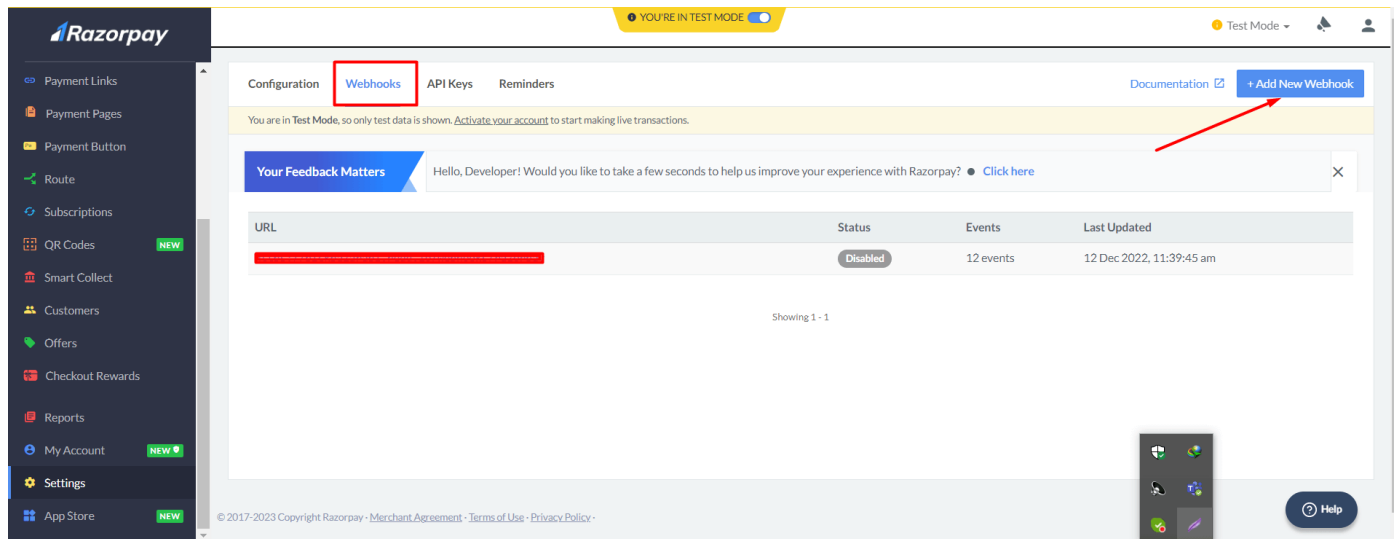 YOU'RE IN TEST MODE
Razorpay
Test Mode
Payment Links
Payment Pages
Payment Button
Route
Subscriptions
QR Codes NEW
Smart Collect
Customers
Offers
Checkout Rewards
Reports
My Account NEW
Settings
App Store NEW
Configuration Webhooks API Keys Reminders Documentation + Add New Webhook
You are in Test Mode, so only test data is shown. Activate your account to start making live transactions.
Your Feedback Matters Hello, Developer! Would you like to take a few seconds to help us improve your experience with Razorpay? ● Click here
URL Status Events Last Updated
Disabled 12 events 12 Dec 2022, 11:39:45 am
Showing 1 - 1
© 2017-2023 Copyright Razorpay · Merchant Agreement · Terms of Use · Privacy Policy ·
Help